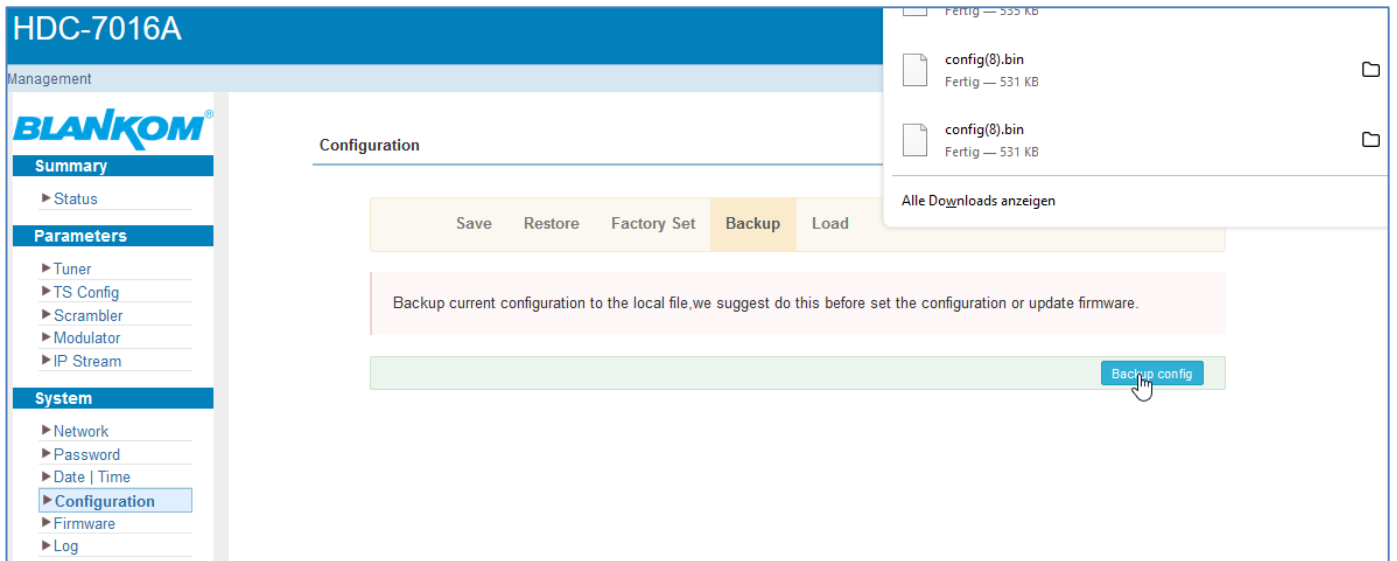 HDC-7016A
Management
BLANKOM®
Summary
Status
Parameters
Tuner
TS Config
Scrambler
Modulator
IP Stream
System
Network
Password
Date | Time
Configuration
Firmware
Log
Configuration
Save Restore Factory Set Backup Load
Backup current configuration to the local file,we suggest do this before set the configuration or update firmware.
Backup config
Fertig — 535 KB
config(8).bin
Fertig — 531 KB
config(8).bin
Fertig — 531 KB
Alle Downloads anzeigen